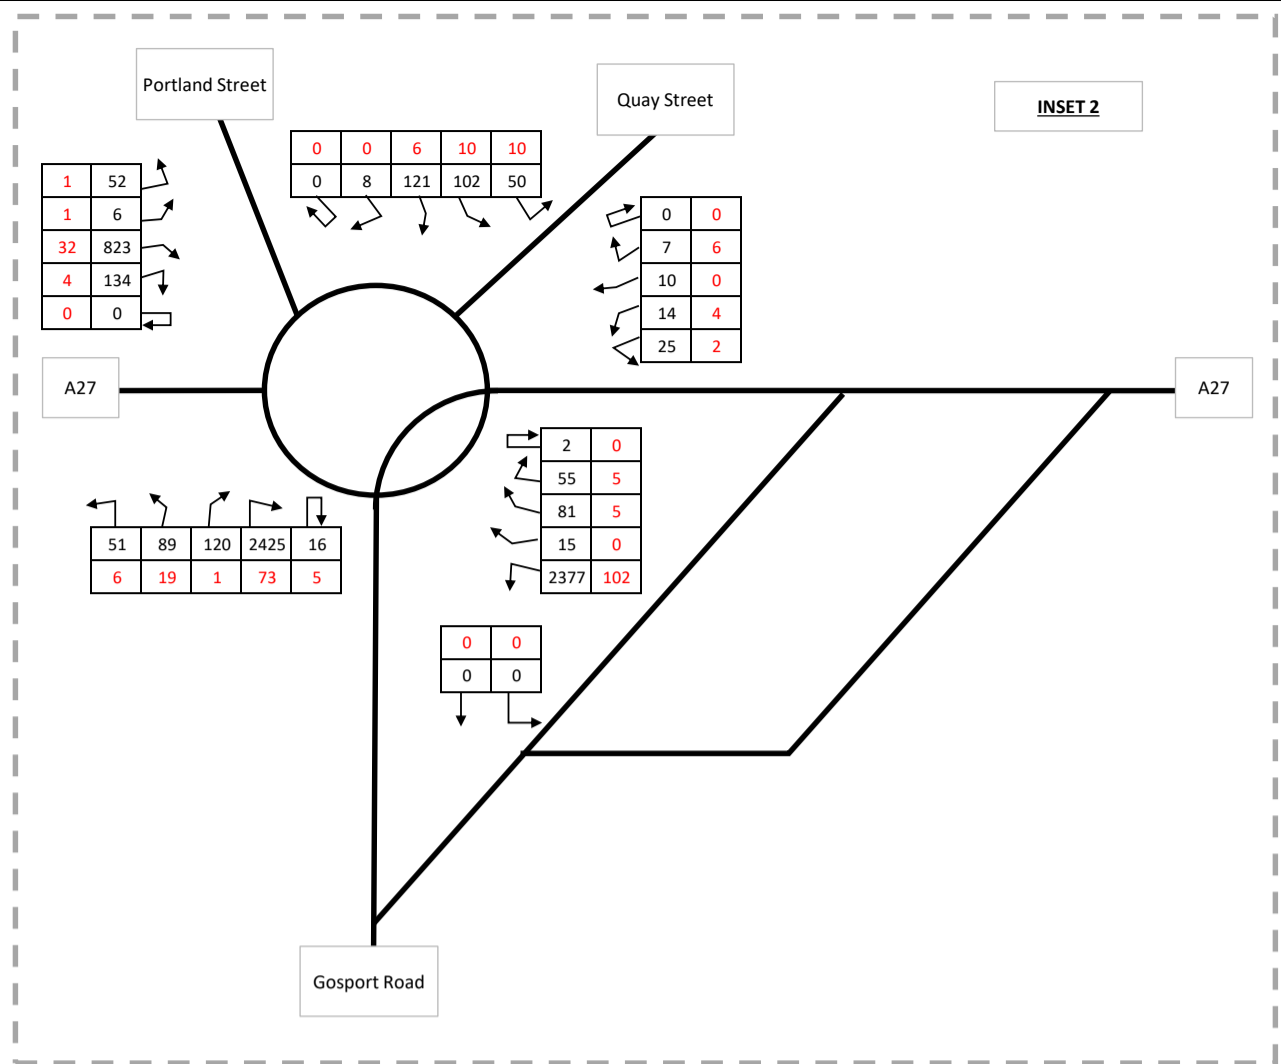 Portland Street
Quay Street
INSET 2
0 0 6 10 10
0 8 121 102 50
1 52
1 6
32 823
4 134
0 0
0 0
7 6
10 0
14 4
25 2
A27
A27
2 0
55 5
81 5
15 0
2377 102
51 89 120 2425 16
6 19 1 73 5
0 0
0 0
Gosport Road